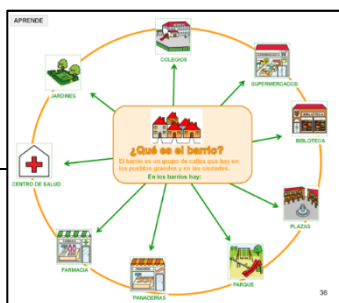 APRENDE
COLEGIOS
JARDINES
SUPERMERCADOS
BIBLIOTECA
¿Qué es el barrio?
El barrio es un grupo de calles que hay en
los pueblos grandes y en las ciudades.
En los barrios hay:
CENTRO DE SALUD
PLAZAS
FARMACIA
PARQUE
PANADERÍAS
36